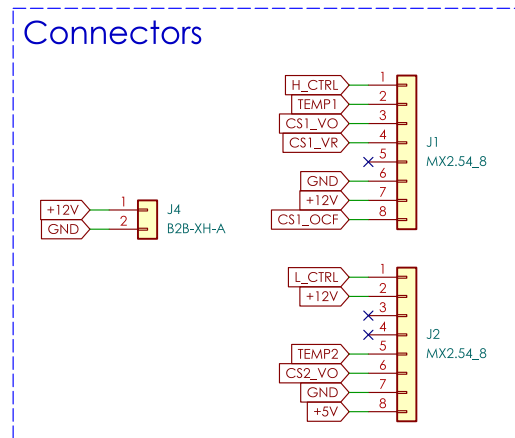 Connectors
H_CTRL 1
TEMP1 2
CS1_VO 3
CS1_VR 4
5
GND 6
+12V 7
CS1_OCF 8
J1
MX2.54_8
+12V 1
GND 2
J4
B2B-XH-A
L_CTRL 1
+12V 2
3
4
TEMP2 5
CS2_VO 6
GND 7
+5V 8
J2
MX2.54_8